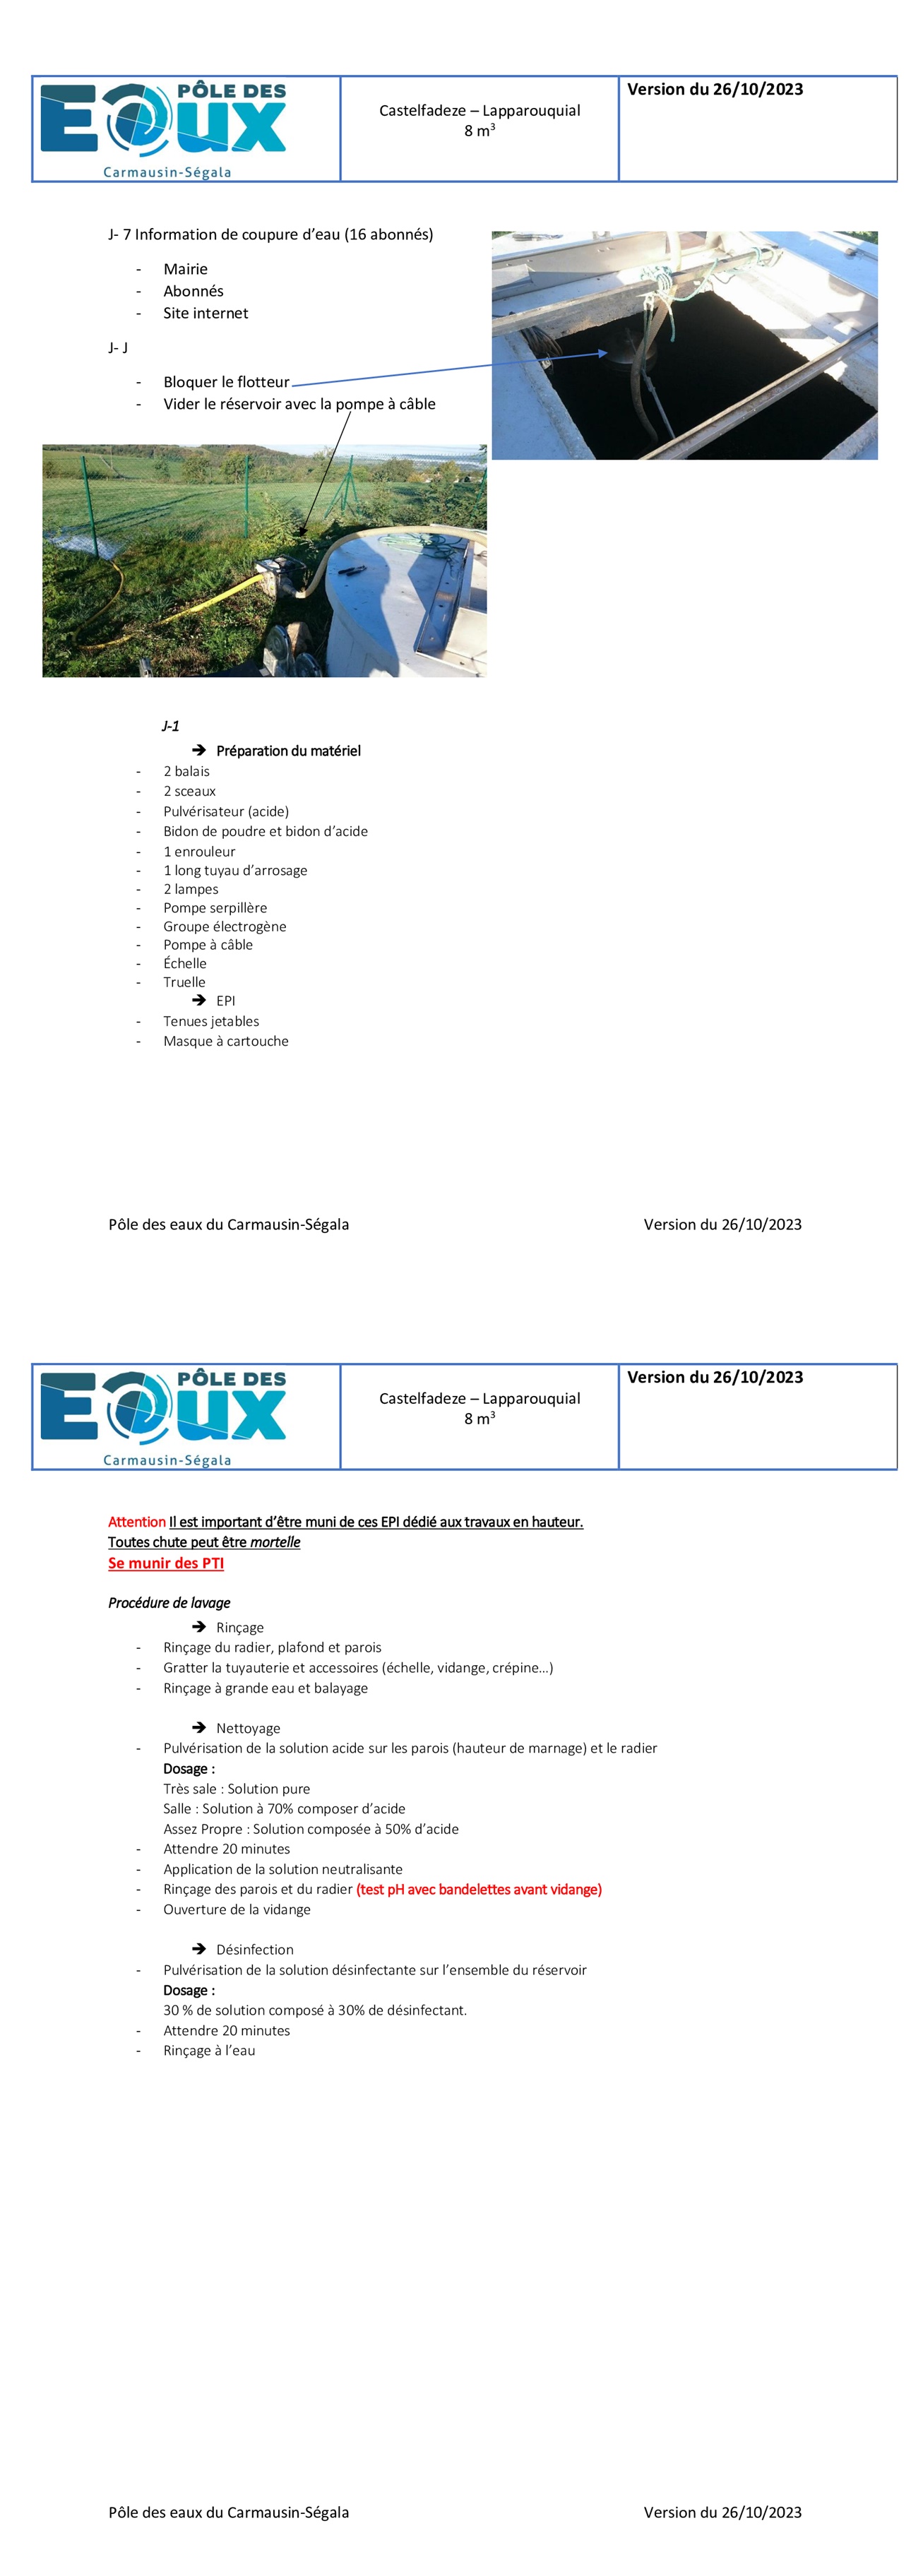 PÔLE DES
EAUX
Carmausin-Ségala
Castelfadeze – Lapparouquial
8 m³
Version du 26/10/2023
J- 7 Information de coupure d'eau (16 abonnés)
- Mairie
- Abonnés
- Site internet
J- J
- Bloquer le flotteur
- Vider le réservoir avec la pompe à câble
J-1
➔ Préparation du matériel
- 2 balais
- 2 sceaux
- Pulvérisateur (acide)
- Bidon de poudre et bidon d'acide
- 1 enrouleur
- 1 long tuyau d'arrosage
- 2 lampes
- Pompe serpillère
- Groupe électrogène
- Pompe à câble
- Échelle
- Truelle
➔ EPI
- Tenues jetables
- Masque à cartouche
Pôle des eaux du Carmausin-Ségala Version du 26/10/2023
PÔLE DES
EAUX
Carmausin-Ségala
Castelfadeze – Lapparouquial
8 m³
Version du 26/10/2023
Attention Il est important d'être muni de ces EPI dédié aux travaux en hauteur.
Toutes chute peut être mortelle
Se munir des PTI
Procédure de lavage
➔ Rinçage
- Rinçage du radier, plafond et parois
- Gratter la tuyauterie et accessoires (échelle, vidange, crépine…)
- Rinçage à grande eau et balayage
➔ Nettoyage
- Pulvérisation de la solution acide sur les parois (hauteur de marnage) et le radier
Dosage :
Très sale : Solution pure
Salle : Solution à 70% composer d'acide
Assez Propre : Solution composée à 50% d'acide
- Attendre 20 minutes
- Application de la solution neutralisante
- Rinçage des parois et du radier (test pH avec bandelettes avant vidange)
- Ouverture de la vidange
➔ Désinfection
- Pulvérisation de la solution désinfectante sur l'ensemble du réservoir
Dosage :
30 % de solution composé à 30% de désinfectant.
- Attendre 20 minutes
- Rinçage à l'eau
Pôle des eaux du Carmausin-Ségala Version du 26/10/2023